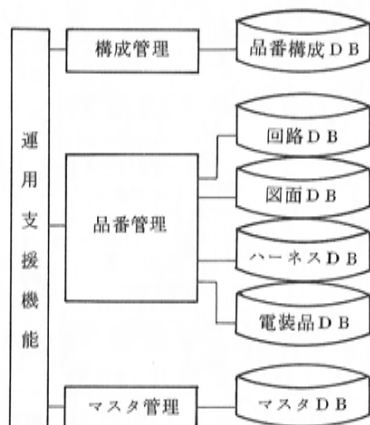 運用支援機能
構成管理
品番構成DB
品番管理
回路DB
図面DB
ハーネスDB
電装品DB
マスタ管理
マスタDB